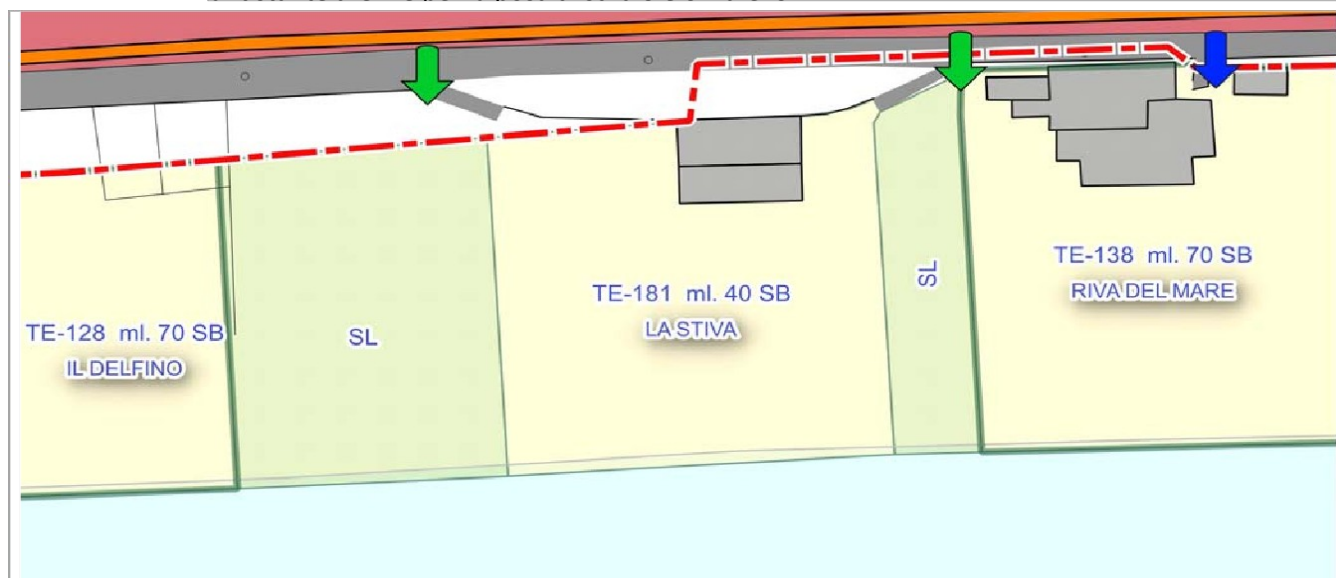 TE-128 ml. 70 SB
IL DELFINO
SL
TE-181 ml. 40 SB
LA STIVA
SL
TE-138 ml. 70 SB
RIVA DEL MARE